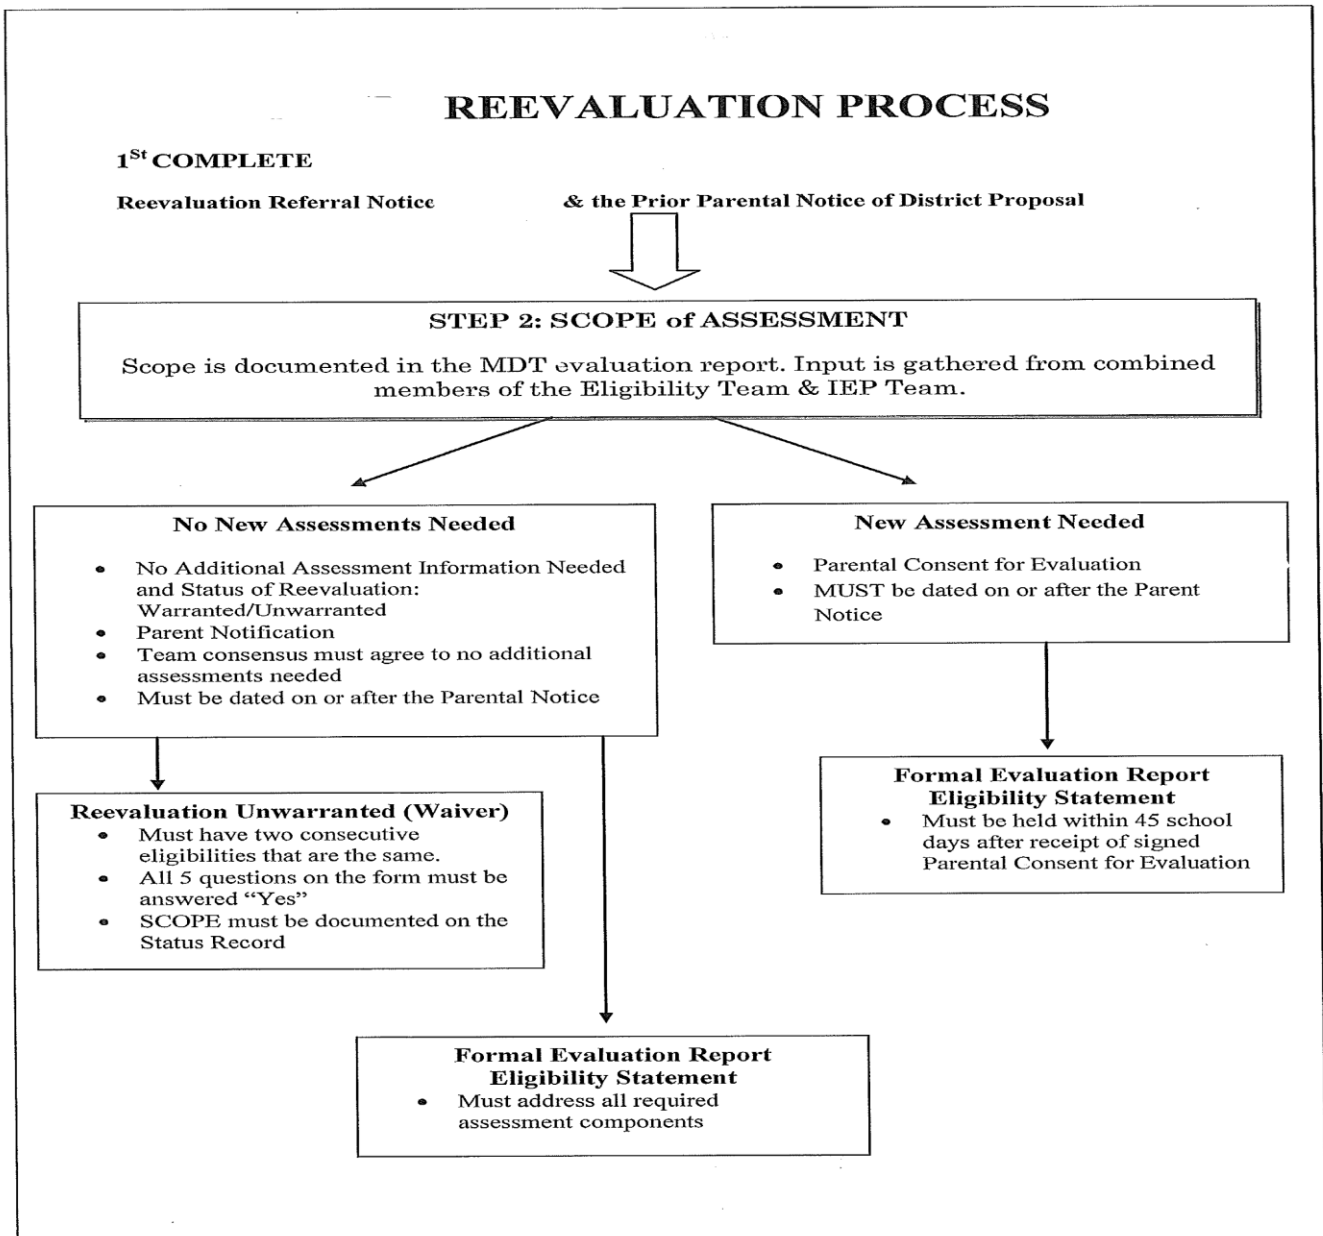 REEVALUATION PROCESS
1St COMPLETE
Reevaluation Referral Notice & the Prior Parental Notice of District Proposal
STEP 2: SCOPE of ASSESSMENT
Scope is documented in the MDT evaluation report. Input is gathered from combined
members of the Eligibility Team & IEP Team.
No New Assessments Needed
• No Additional Assessment Information Needed
and Status of Reevaluation:
Warranted/Unwarranted
• Parent Notification
• Team consensus must agree to no additional
assessments needed
• Must be dated on or after the Parental Notice
New Assessment Needed
• Parental Consent for Evaluation
• MUST be dated on or after the Parent
Notice
Reevaluation Unwarranted (Waiver)
• Must have two consecutive
eligibilities that are the same.
• All 5 questions on the form must be
answered “Yes”
• SCOPE must be documented on the
Status Record
Formal Evaluation Report
Eligibility Statement
• Must be held within 45 school
days after receipt of signed
Parental Consent for Evaluation
Formal Evaluation Report
Eligibility Statement
• Must address all required
assessment components